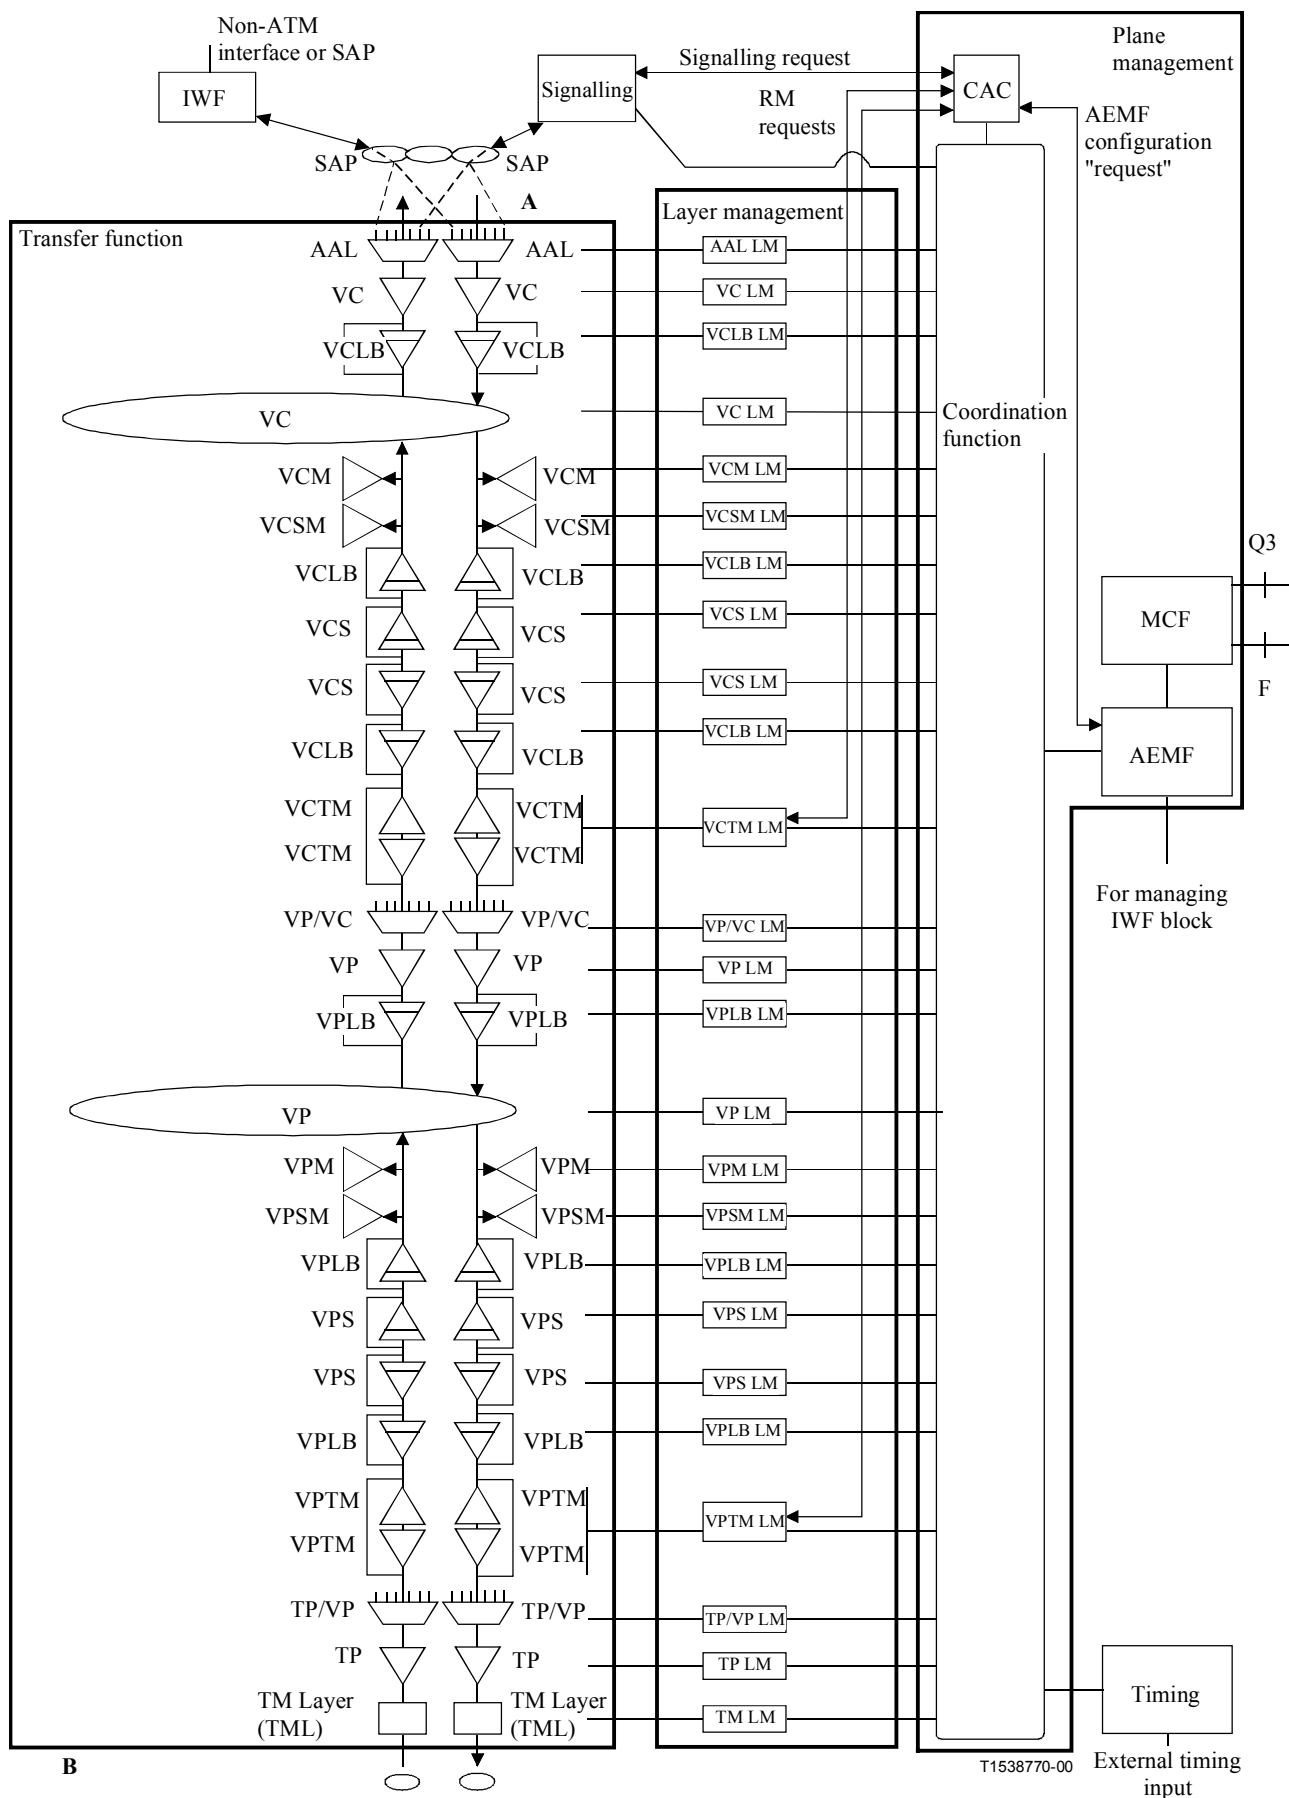 Non-ATM
interface or SAP
IWF
Signalling
Signalling request
RM
requests
CAC
Plane
management
AEMF
configuration
"request"
SAP
SAP
A
Transfer function
Layer management
AAL
AAL
AAL LM
VC
VC
VC LM
VCLB
VCLB
VCLB LM
VC
VC LM
Coordination
function
VCM
VCM
VCM LM
VCSM
VCSM
VCSM LM
VCLB
VCLB
VCLB LM
Q3
VCS
VCS
VCS LM
MCF
VCS
VCS
VCS LM
F
VCLB
VCLB
VCLB LM
AEMF
VCTM
VCTM
VCTM LM
VCTM
VCTM
For managing
IWF block
VP/VC
VP/VC
VP/VC LM
VP
VP
VP LM
VPLB
VPLB
VPLB LM
VP
VP LM
VPM
VPM
VPM LM
VPSM
VPSM
VPSM LM
VPLB
VPLB
VPLB LM
VPS
VPS
VPS LM
VPS
VPS
VPS LM
VPLB
VPLB
VPLB LM
VPTM
VPTM
VPTM LM
VPTM
VPTM
TP/VP
TP/VP
TP/VP LM
TP
TP
TP LM
TM Layer
(TML)
TM Layer
(TML)
TM LM
Timing
B
T1538770-00
External timing
input